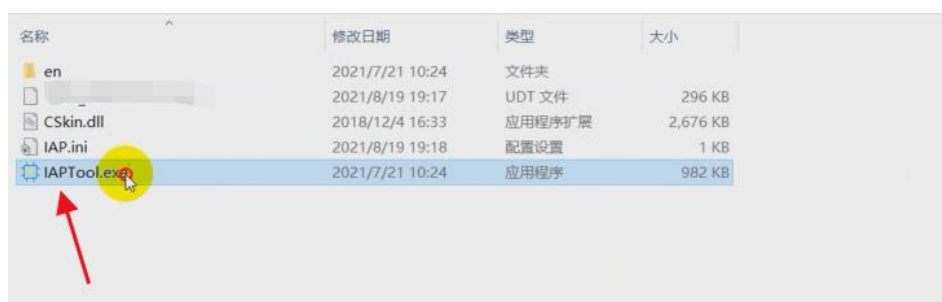 名称 修改日期 类型 大小
en 2021/7/21 10:24 文件夹
2021/8/19 19:17 UDT 文件 296 KB
CSkin.dll 2018/12/4 16:33 应用程序扩展 2,676 KB
IAP.ini 2021/8/19 19:18 配置设置 1 KB
IAPTool.exe 2021/7/21 10:24 应用程序 982 KB